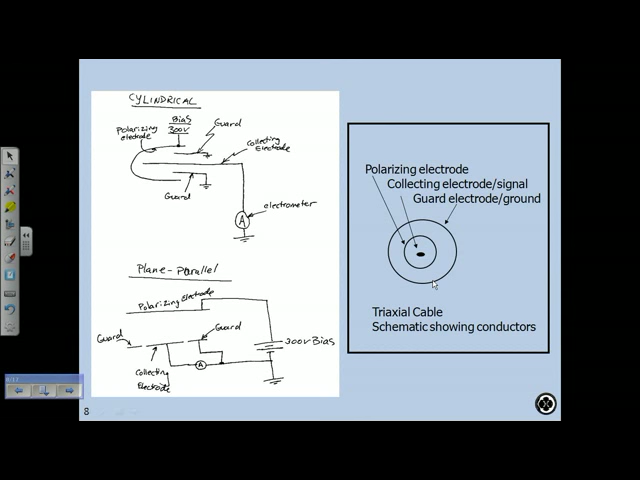 CYLINDRICAL
Bias
300V
Polarizing
electrode
Guard
Collecting
Electrode
Guard
A
electrometer
Plane-Parallel
Polarizing Electrode
Guard
Guard
300V Bias
A
Collecting
Electrode
Polarizing electrode
Collecting electrode/signal
Guard electrode/ground
Triaxial Cable
Schematic showing conductors
8